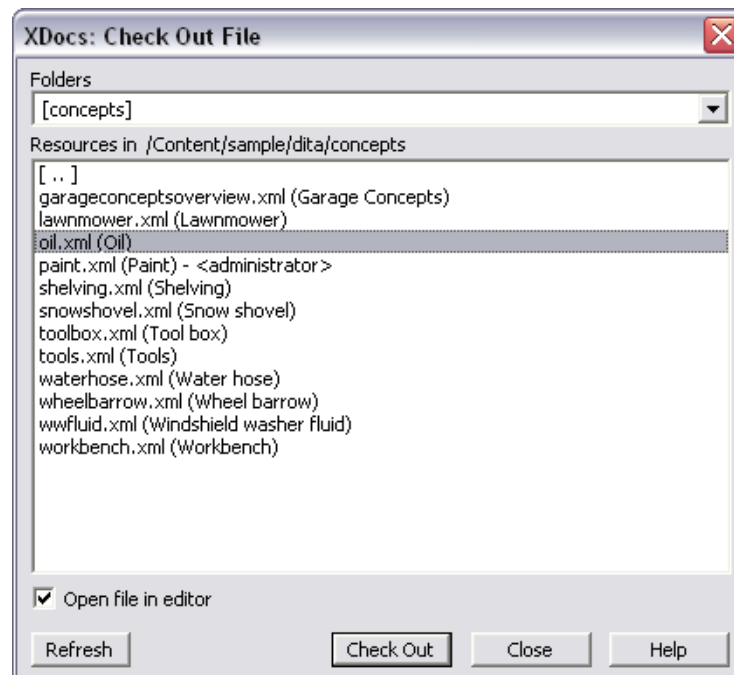 XDocs: Check Out File
Folders
[concepts]
Resources in /Content/sample/dita/concepts
[ .. ]
garageconceptsoverview.xml (Garage Concepts)
lawnmower.xml (Lawnmower)
oil.xml (Oil)
paint.xml (Paint) - <administrator>
shelving.xml (Shelving)
snowshovel.xml (Snow shovel)
toolbox.xml (Tool box)
tools.xml (Tools)
waterhose.xml (Water hose)
wheelbarrow.xml (Wheel barrow)
wwfluid.xml (Windshield washer fluid)
workbench.xml (Workbench)
Open file in editor
Refresh Check Out Close Help